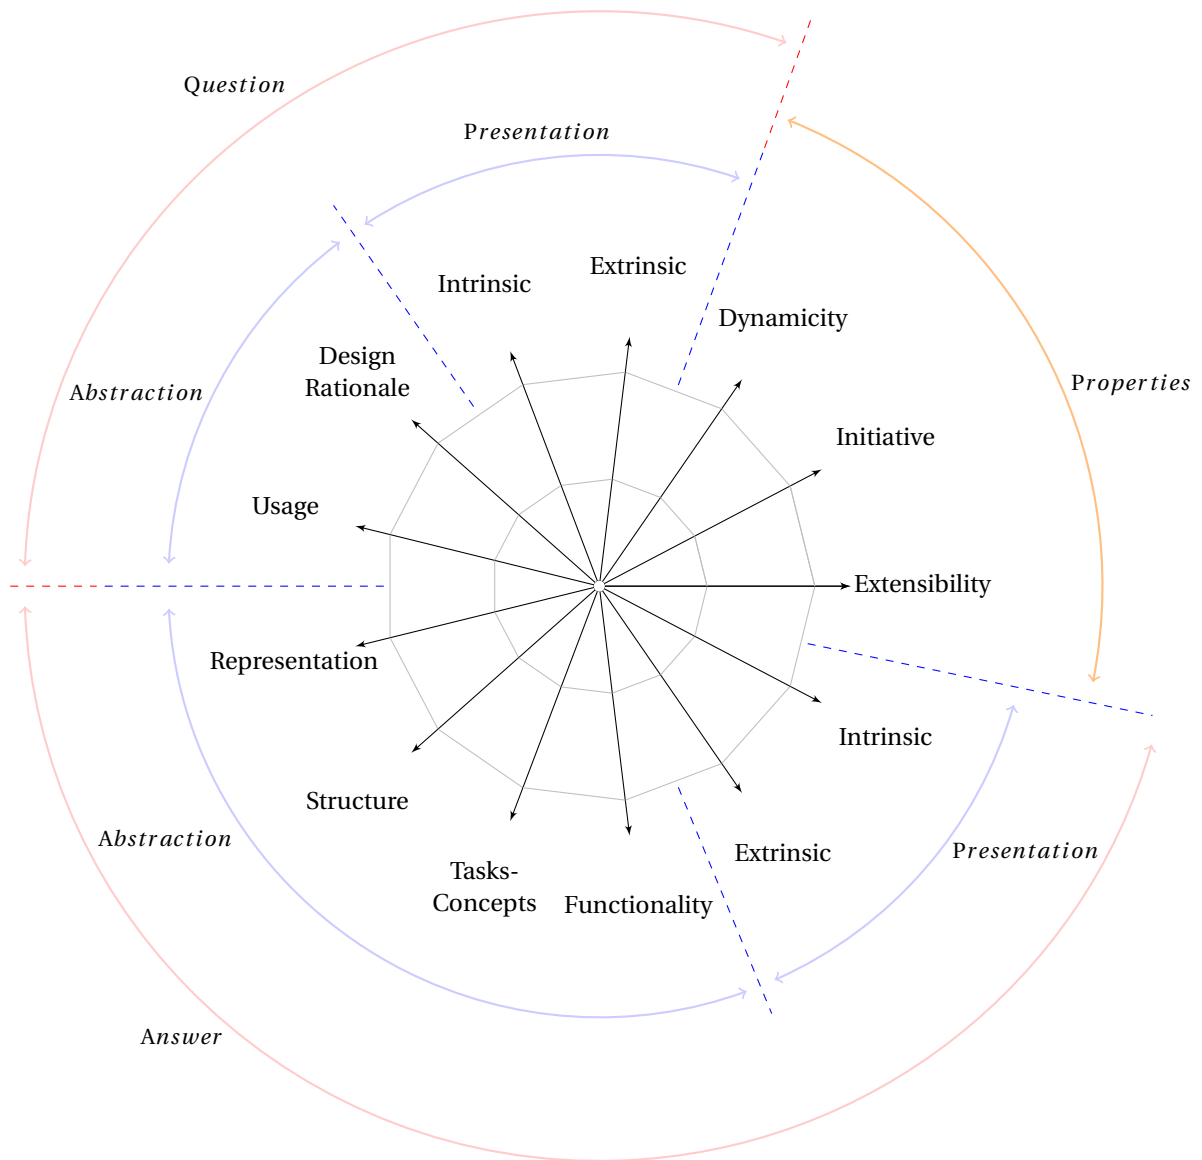 Question
Presentation
Extrinsic
Intrinsic
Dynamicity
Design
Rationale
Properties
Abstraction
Initiative
Usage
Extensibility
Representation
Intrinsic
Structure
Abstraction
Presentation
Extrinsic
Tasks-
Concepts
Functionality
Answer